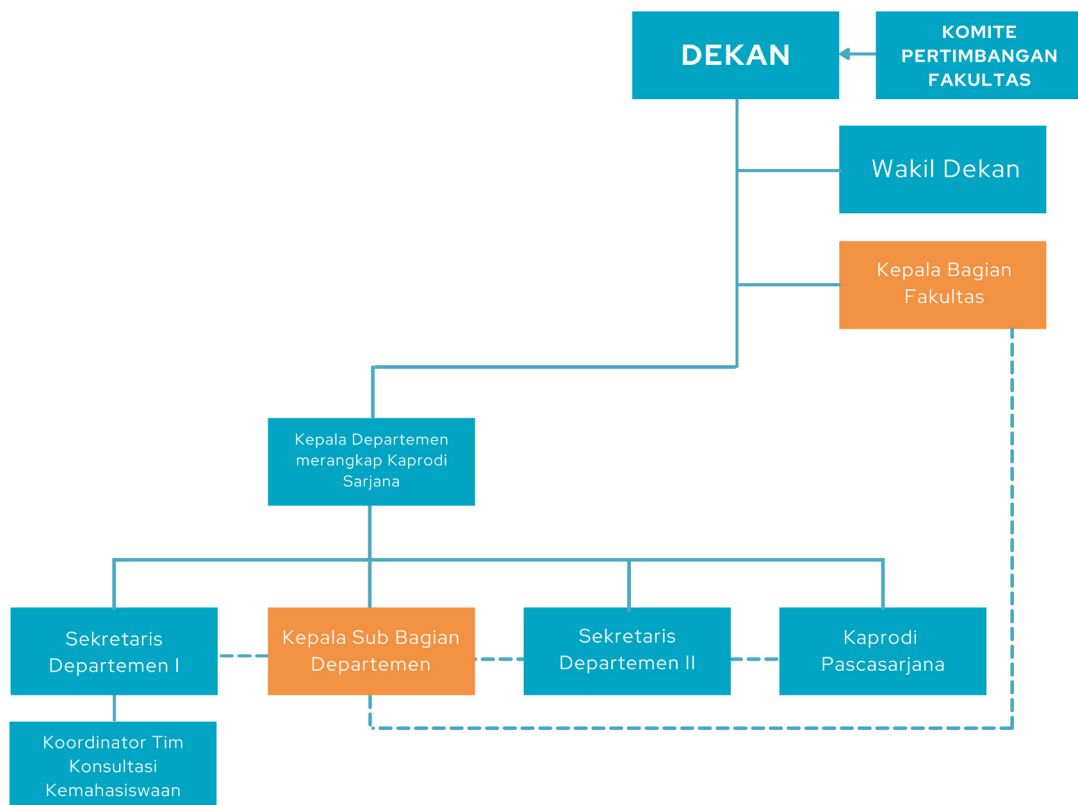 DEKAN
KOMITE
PERTIMBANGAN
FAKULTAS
Wakil Dekan
Kepala Bagian
Fakultas
Kepala Departemen
merangkap Kaprodi
Sarjana
Sekretaris
Departemen I
Kepala Sub Bagian
Departemen
Sekretaris
Departemen II
Kaprodi
Pascasarjana
Koordinator Tim
Konsultasi
Kemahasiswaan